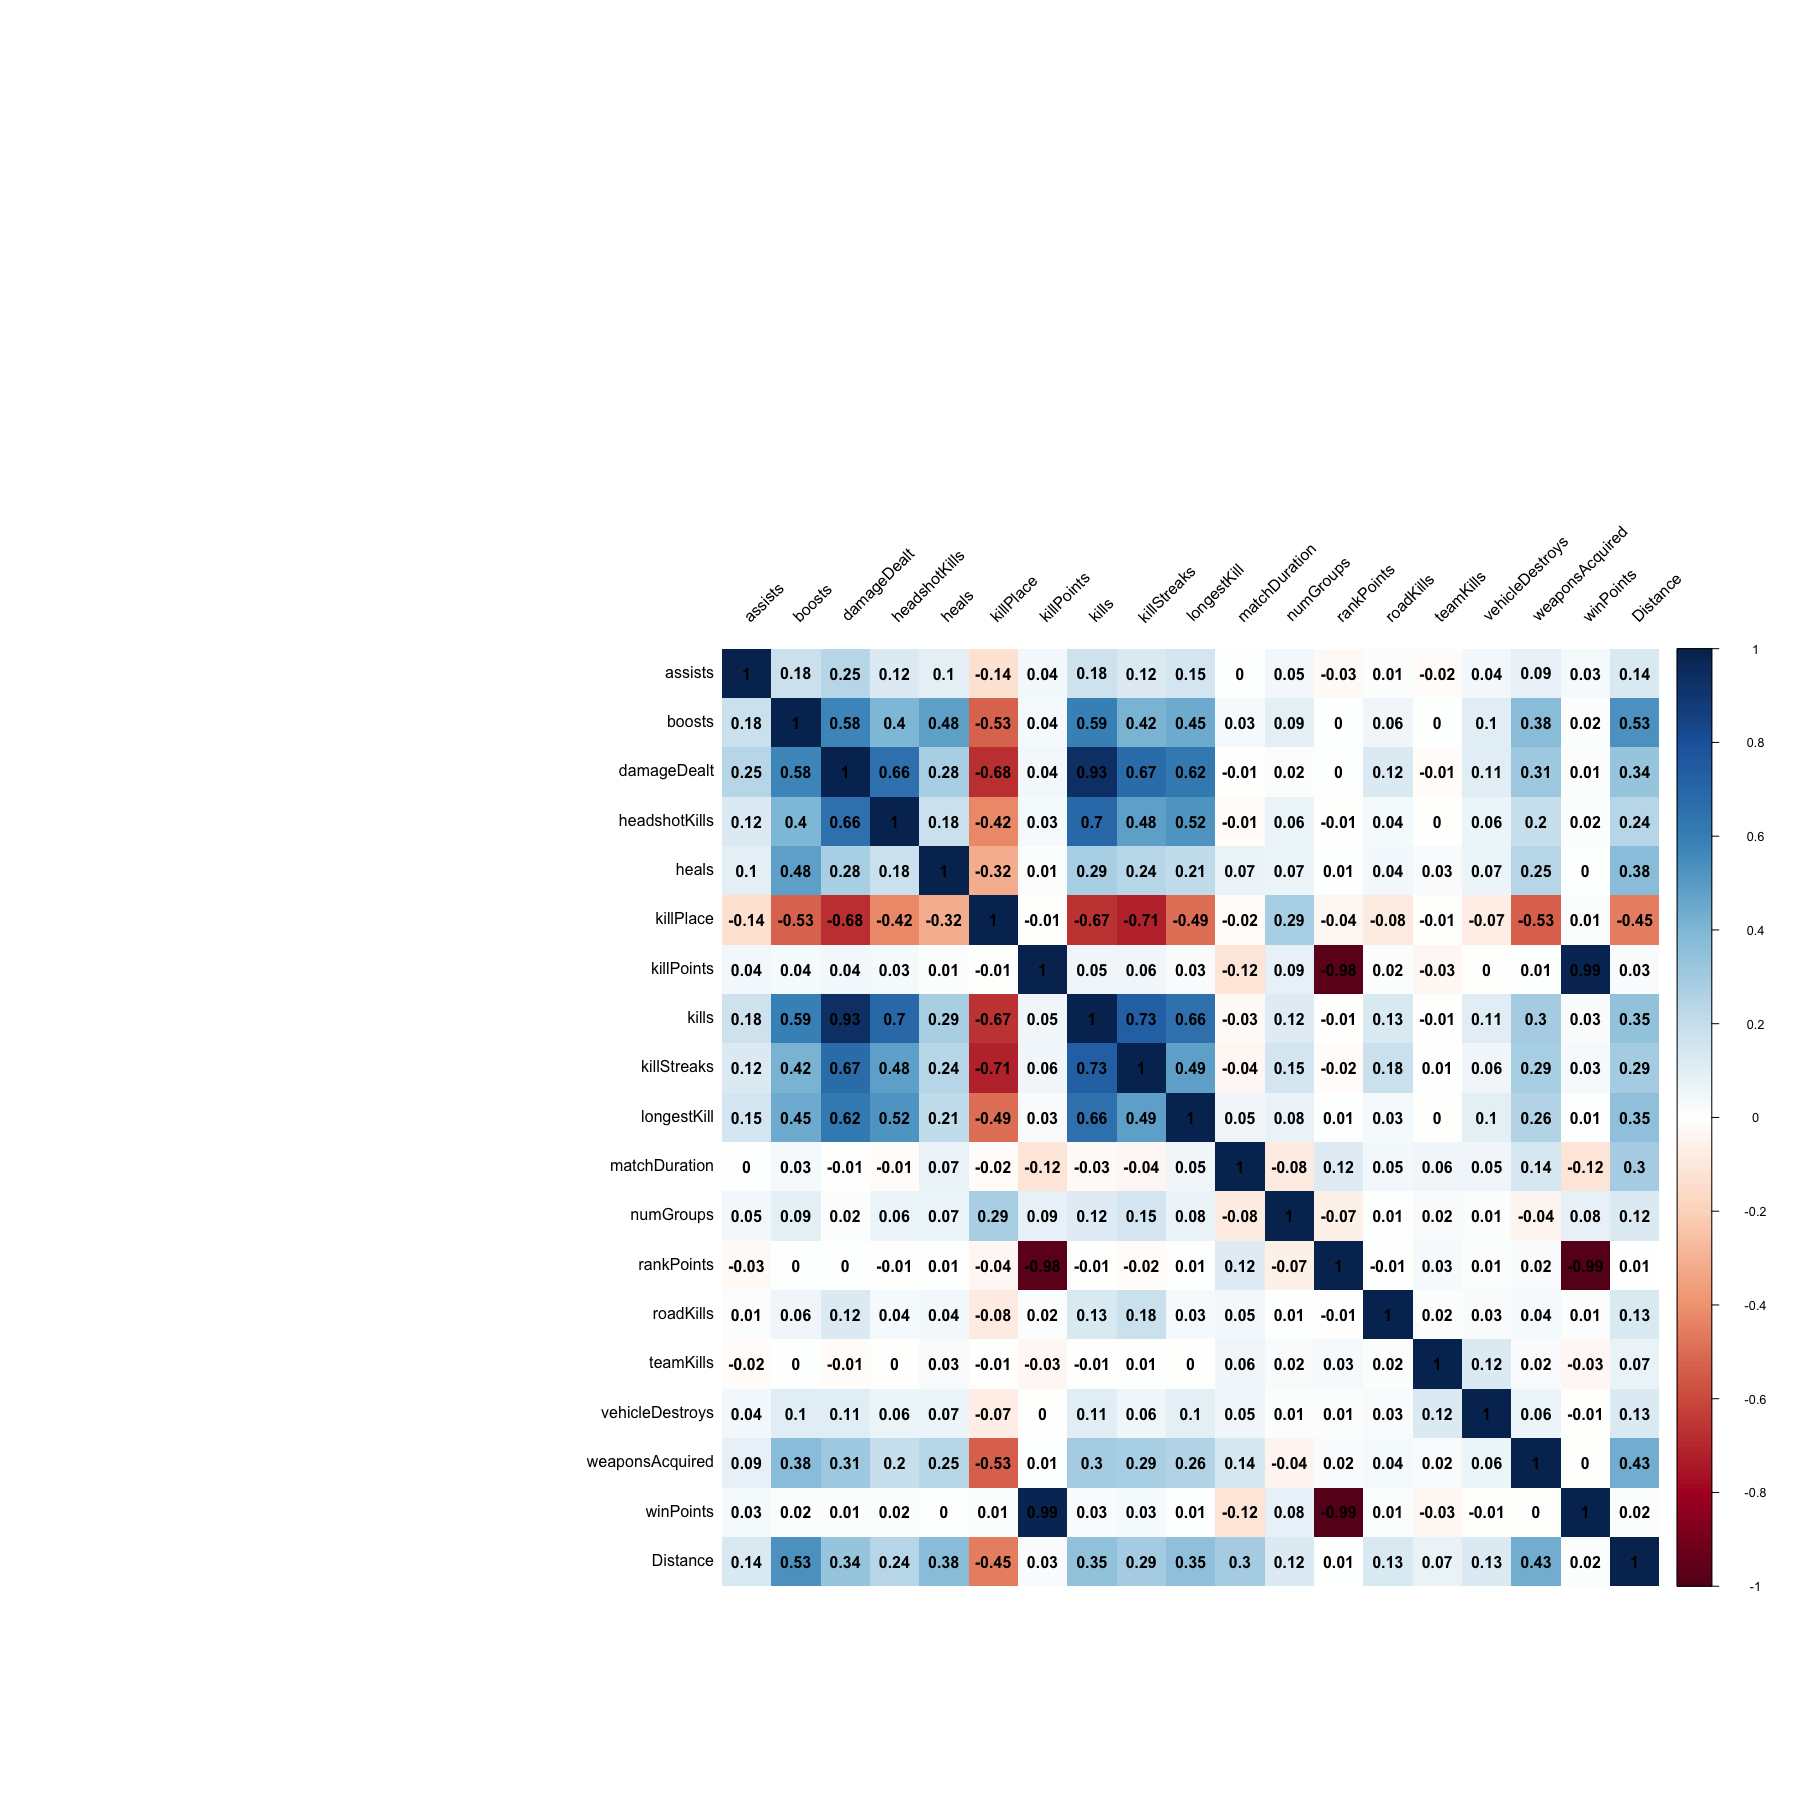 assists boosts damageDealt headshotKills heals killPlace killPoints kills killStreaks longestKill matchDuration numGroups rankPoints roadKills teamKills vehicleDestroys weaponsAcquired winPoints Distance
assists 1 0.18 0.25 0.12 0.1 -0.14 0.04 0.18 0.12 0.15 0 0.05 -0.03 0.01 -0.02 0.04 0.09 0.03 0.14
boosts 0.18 1 0.58 0.4 0.48 -0.53 0.04 0.59 0.42 0.45 0.03 0.09 0 0.06 0 0.1 0.38 0.02 0.53
damageDealt 0.25 0.58 1 0.66 0.28 -0.68 0.04 0.93 0.67 0.62 -0.01 0.02 0 0.12 -0.01 0.11 0.31 0.01 0.34
headshotKills 0.12 0.4 0.66 1 0.18 -0.42 0.03 0.7 0.48 0.52 -0.01 0.06 -0.01 0.04 0 0.06 0.2 0.02 0.24
heals 0.1 0.48 0.28 0.18 1 -0.32 0.01 0.29 0.24 0.21 0.07 0.07 0.01 0.04 0.03 0.07 0.25 0 0.38
killPlace -0.14 -0.53 -0.68 -0.42 -0.32 1 -0.01 -0.67 -0.71 -0.49 -0.02 0.29 -0.04 -0.08 -0.01 -0.07 -0.53 0.01 -0.45
killPoints 0.04 0.04 0.04 0.03 0.01 -0.01 1 0.05 0.06 0.03 -0.12 0.09 -0.98 0.02 -0.03 0 0.01 0.99 0.03
kills 0.18 0.59 0.93 0.7 0.29 -0.67 0.05 1 0.73 0.66 -0.03 0.12 -0.01 0.13 -0.01 0.11 0.3 0.03 0.35
killStreaks 0.12 0.42 0.67 0.48 0.24 -0.71 0.06 0.73 1 0.49 -0.04 0.15 -0.02 0.18 0.01 0.06 0.29 0.03 0.29
longestKill 0.15 0.45 0.62 0.52 0.21 -0.49 0.03 0.66 0.49 1 0.05 0.08 0.01 0.03 0 0.1 0.26 0.01 0.35
matchDuration 0 0.03 -0.01 -0.01 0.07 -0.02 -0.12 -0.03 -0.04 0.05 1 -0.08 0.12 0.05 0.06 0.05 0.14 -0.12 0.3
numGroups 0.05 0.09 0.02 0.06 0.07 0.29 0.09 0.12 0.15 0.08 -0.08 1 -0.07 0.01 0.02 0.01 -0.04 0.08 0.12
rankPoints -0.03 0 0 -0.01 0.01 -0.04 -0.98 -0.01 -0.02 0.01 0.12 -0.07 1 -0.01 0.03 0.01 0.02 -0.99 0.01
roadKills 0.01 0.06 0.12 0.04 0.04 -0.08 0.02 0.13 0.18 0.03 0.05 0.01 -0.01 1 0.02 0.03 0.04 0.01 0.13
teamKills -0.02 0 -0.01 0 0.03 -0.01 -0.03 -0.01 0.01 0 0.06 0.02 0.03 0.02 1 0.12 0.02 -0.03 0.07
vehicleDestroys 0.04 0.1 0.11 0.06 0.07 -0.07 0 0.11 0.06 0.1 0.05 0.01 0.01 0.03 0.12 1 0.06 -0.01 0.13
weaponsAcquired 0.09 0.38 0.31 0.2 0.25 -0.53 0.01 0.3 0.29 0.26 0.14 -0.04 0.02 0.04 0.02 0.06 1 0 0.43
winPoints 0.03 0.02 0.01 0.02 0 0.01 0.99 0.03 0.03 0.01 -0.12 0.08 -0.99 0.01 -0.03 -0.01 0 1 0.02
Distance 0.14 0.53 0.34 0.24 0.38 -0.45 0.03 0.35 0.29 0.35 0.3 0.12 0.01 0.13 0.07 0.13 0.43 0.02 1
1
0.8
0.6
0.4
0.2
0
-0.2
-0.4
-0.6
-0.8
-1